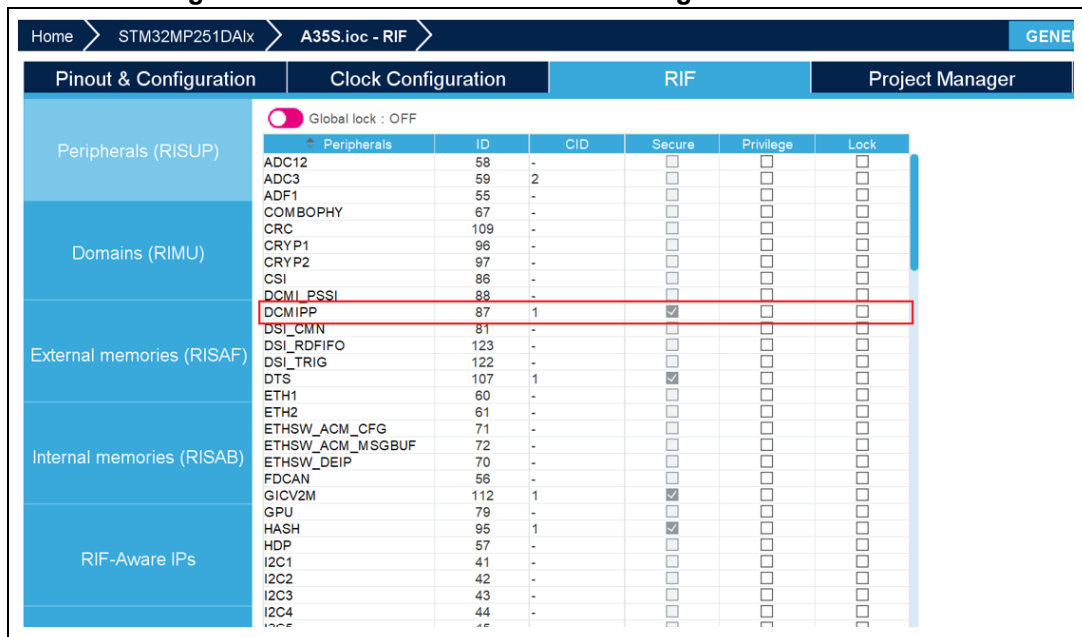 Home STM32MP251DAIx A35S.ioc - RIF GENE
Pinout & Configuration Clock Configuration RIF Project Manager
Peripherals (RISUP)
Domains (RIMU)
External memories (RISAF)
Internal memories (RISAB)
RIF-Aware IPs
Global lock : OFF
Peripherals ID CID Secure Privilege Lock
ADC12 58 -
ADC3 59 2
ADF1 55 -
COMBOPHY 67 -
CRC 109 -
CRYP1 96 -
CRYP2 97 -
CSI 86 -
DCMI_PSSI 88 -
DCMIPP 87 1
DSI_CMN 81 -
DSI_RDFIFO 123 -
DSI_TRIG 122 -
DTS 107 1
ETH1 60 -
ETH2 61 -
ETHSW_ACM_CFG 71 -
ETHSW_ACM_MSGBUF 72 -
ETHSW_DEIP 70 -
FDCAN 56 -
GICV2M 112 1
GPU 79 -
HASH 95 1
HDP 57 -
I2C1 41 -
I2C2 42 -
I2C3 43 -
I2C4 44 -